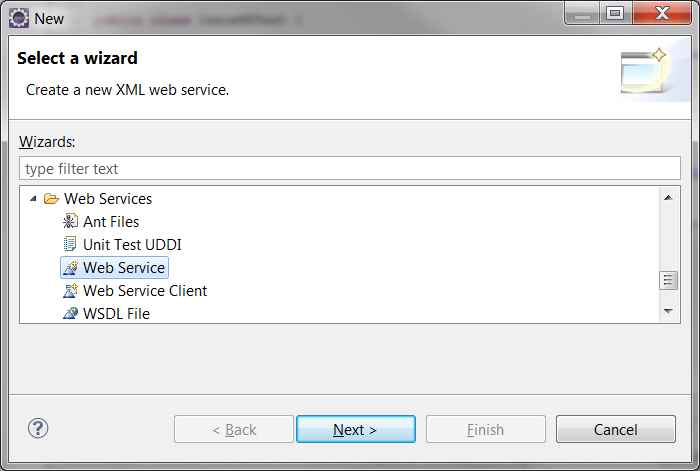 New
Select a wizard
Create a new XML web service.
Wizards:
type filter text
Web Services
Ant Files
Unit Test UDDI
Web Service
Web Service Client
WSDL File
?
< Back
Next >
Finish
Cancel